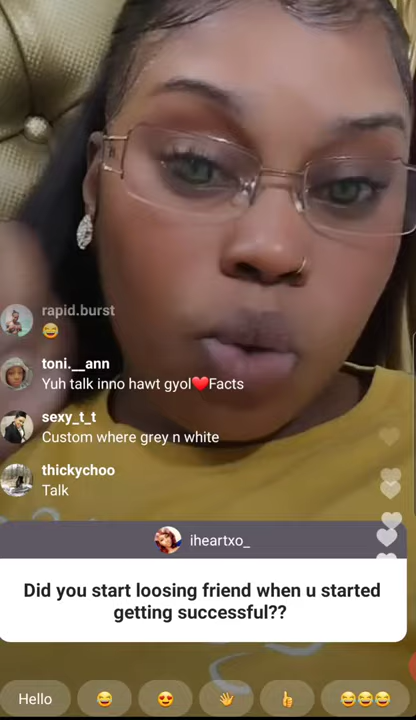 rapid.burst
😂
toni.__ann
Yuh talk inno hawt gyol❤️Facts
sexy_t_t
Custom where grey n white
thickychoo
Talk
iheartxo_
Did you start loosing friend when u started
getting successful??
Hello 😂 😍 👋 👍 😂😂😂